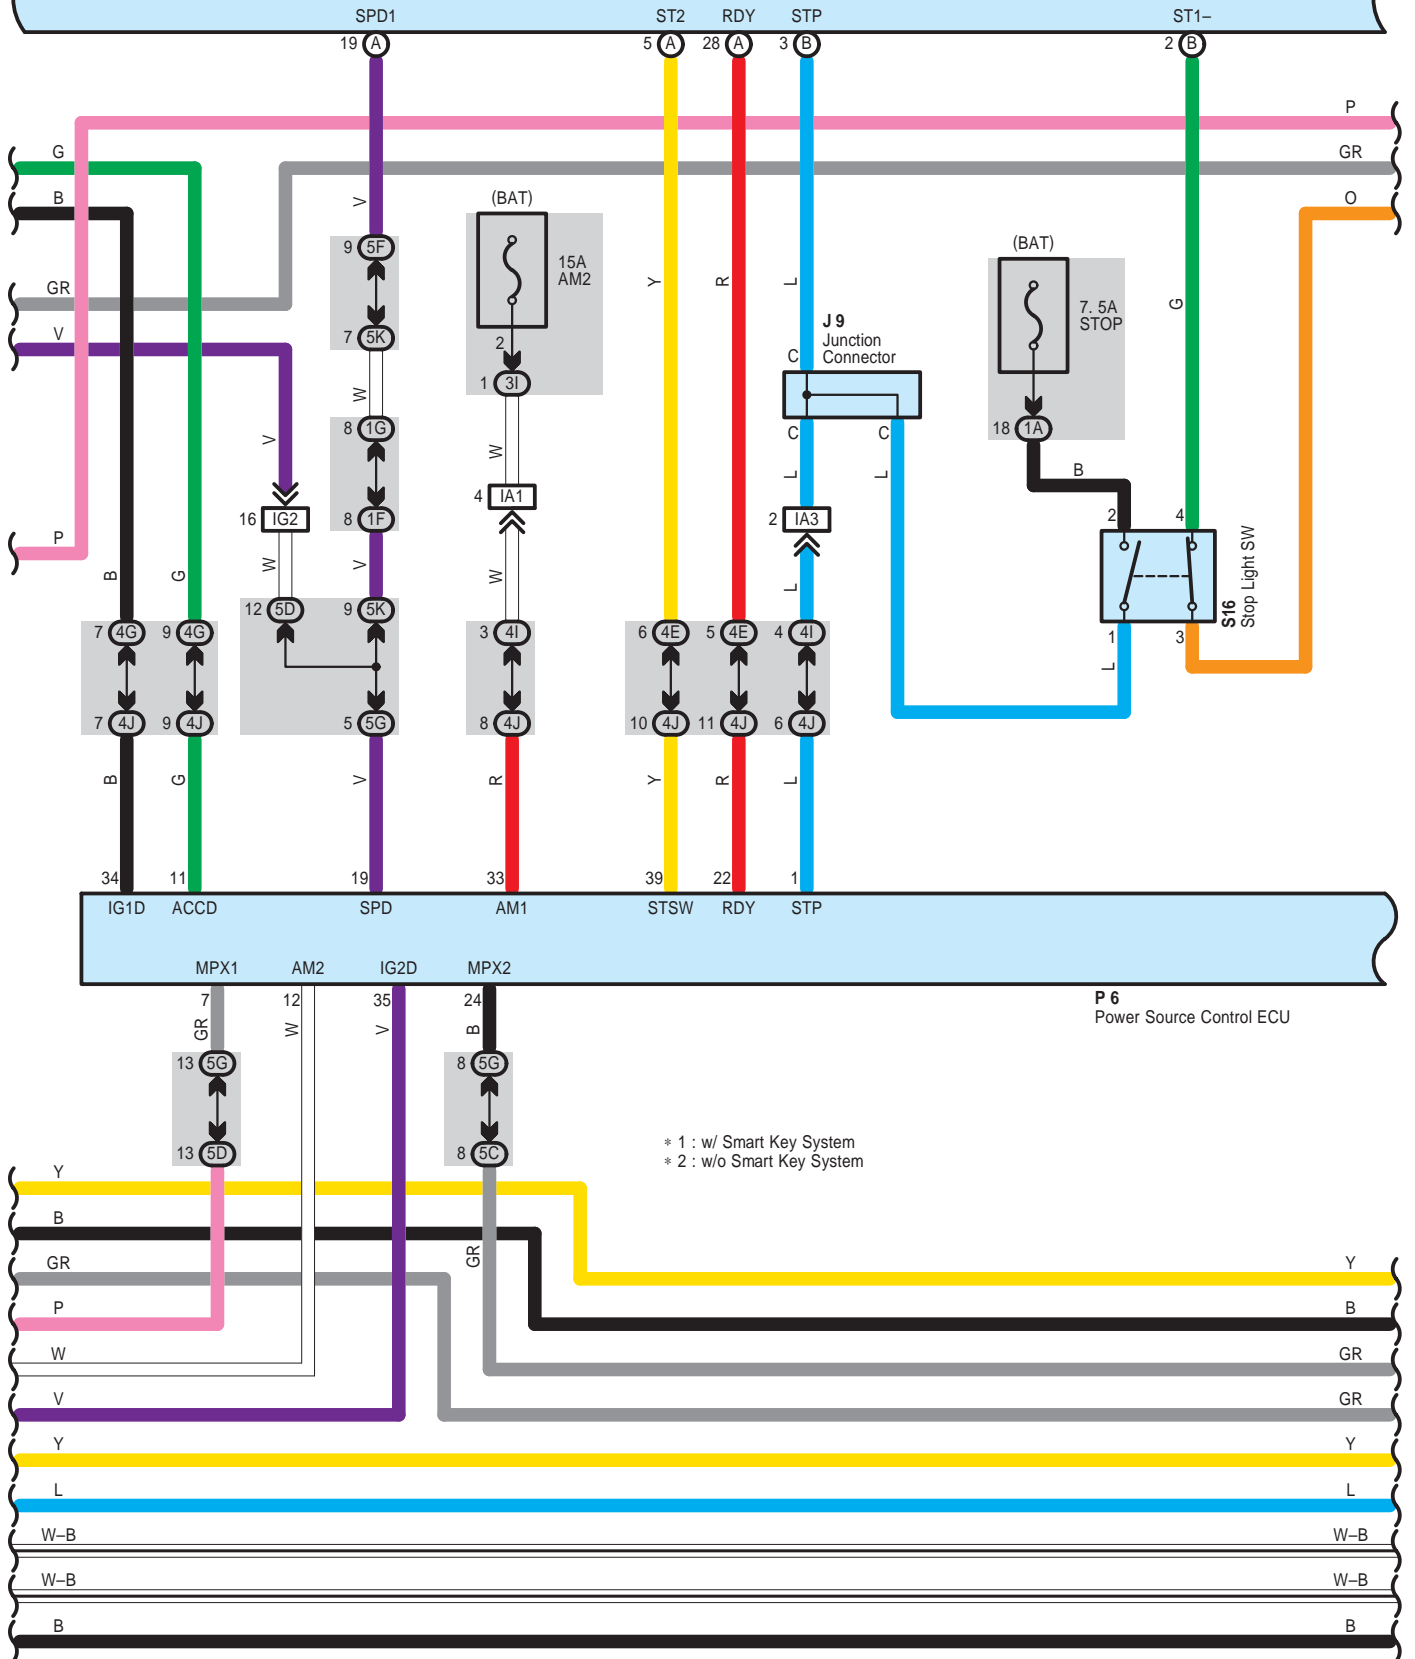 SPD1 ST2 RDY STP ST1–
19 A 5 A 28 A 3 B 2 B
P
G GR
B O
V
(BAT)
(BAT)
9 5F
15A
AM2
GR
Y R L G
7. 5A
STOP
J 9
Junction
Connector
V
7 5K
2
C
1 3I
W
8 1G
18 1A
C C
V W
L L
B
4 IA1
16 IG2
8 1F
2 IA3
2 4
P
W V W L
B G
S16
Stop Light SW
12 5D 9 5K
7 4G 9 4G 3 4I 6 4E 5 4E 4 4I
1 3
L
7 4J 9 4J 5 5G 8 4J 10 4J 11 4J 6 4J
B G V R Y R L
34 11 19 33 39 22 1
IG1D ACCD SPD AM1 STSW RDY STP
MPX1 AM2 IG2D MPX2
7 12 35 24
P 6
Power Source Control ECU
GR W V B
13 5G 8 5G
∗ 1 : w/ Smart Key System
13 5D 8 5C
∗ 2 : w/o Smart Key System
Y
B
GR
GR Y
P B
W GR
V GR
Y Y
L L
W–B W–B
W–B W–B
B B